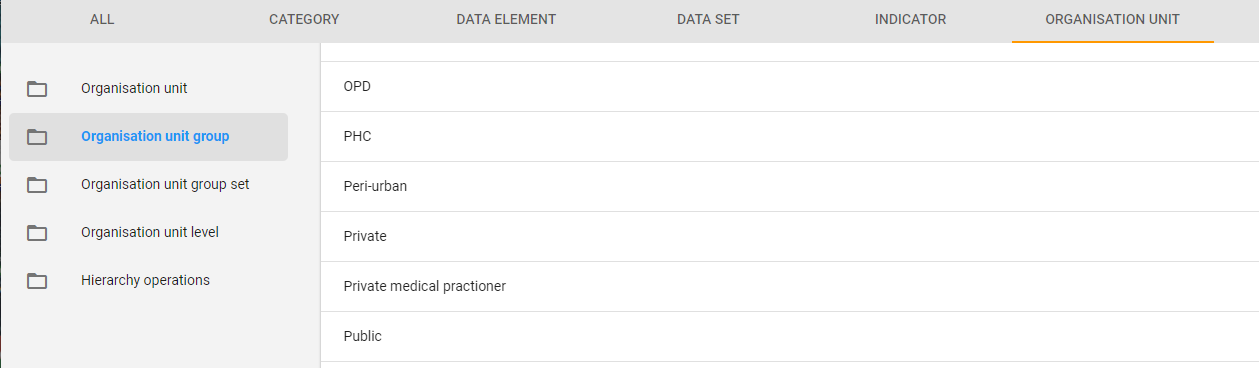 ALL CATEGORY DATA ELEMENT DATA SET INDICATOR ORGANISATION UNIT
Organisation unit
Organisation unit group
Organisation unit group set
Organisation unit level
Hierarchy operations
OPD
PHC
Peri-urban
Private
Private medical practioner
Public